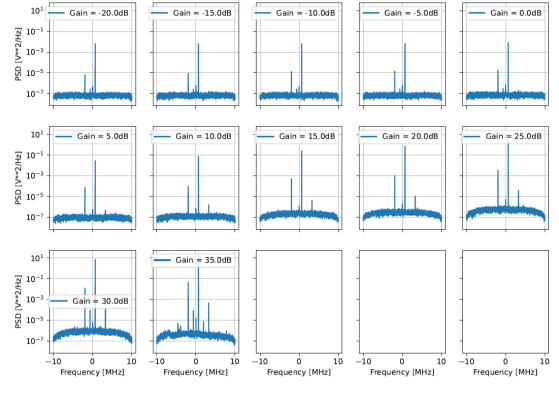 Gain = -20.0dB
Gain = -15.0dB
Gain = -10.0dB
Gain = -5.0dB
Gain = 0.0dB
10¹
10⁻¹
10⁻³
10⁻⁵
10⁻⁷
PSD [V**2/Hz]
Gain = 5.0dB
Gain = 10.0dB
Gain = 15.0dB
Gain = 20.0dB
Gain = 25.0dB
10¹
10⁻¹
10⁻³
10⁻⁵
10⁻⁷
PSD [V**2/Hz]
Gain = 30.0dB
Gain = 35.0dB
10¹
10⁻¹
10⁻³
10⁻⁵
10⁻⁷
PSD [V**2/Hz]
−10 0 10 −10 0 10 −10 0 10 −10 0 10 −10 0 10
Frequency [MHz] Frequency [MHz] Frequency [MHz] Frequency [MHz] Frequency [MHz]